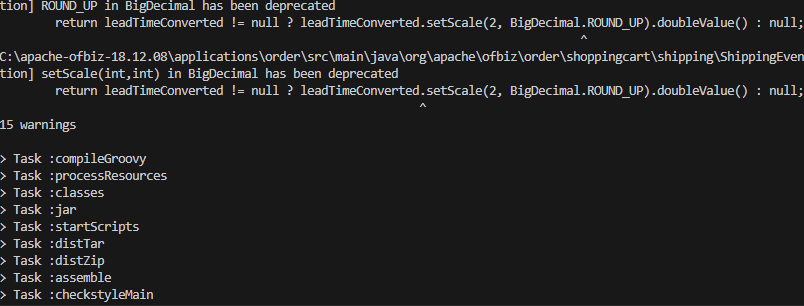 tion] ROUND_UP in BigDecimal has been deprecated
        return leadTimeConverted != null ? leadTimeConverted.setScale(2, BigDecimal.ROUND_UP).doubleValue() : null;
                                                                                   ^
C:\apache-ofbiz-18.12.08\applications\order\src\main\java\org\apache\ofbiz\order\shoppingcart\shipping\ShippingEven
tion] setScale(int,int) in BigDecimal has been deprecated
        return leadTimeConverted != null ? leadTimeConverted.setScale(2, BigDecimal.ROUND_UP).doubleValue() : null;
                                                            ^
15 warnings

> Task :compileGroovy
> Task :processResources
> Task :classes
> Task :jar
> Task :startScripts
> Task :distTar
> Task :distZip
> Task :assemble
> Task :checkstyleMain